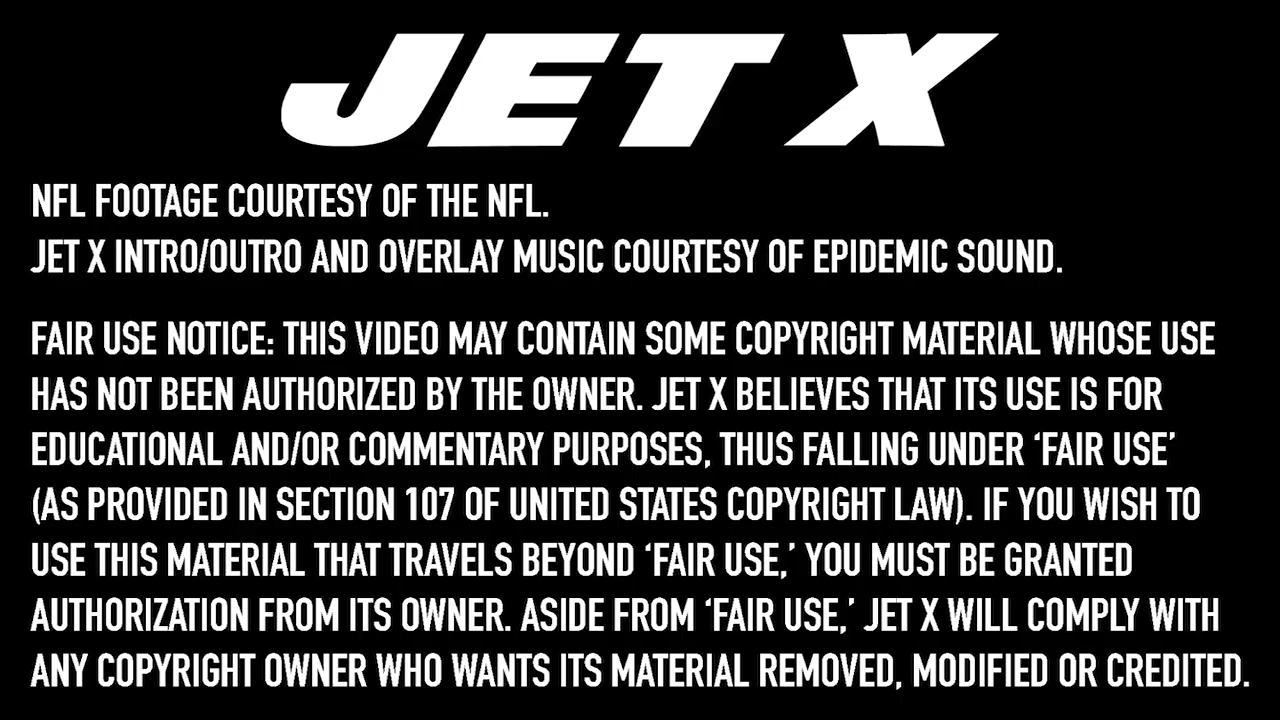 JET X
NFL FOOTAGE COURTESY OF THE NFL.
JET X INTRO/OUTRO AND OVERLAY MUSIC COURTESY OF EPIDEMIC SOUND.
FAIR USE NOTICE: THIS VIDEO MAY CONTAIN SOME COPYRIGHT MATERIAL WHOSE USE
HAS NOT BEEN AUTHORIZED BY THE OWNER. JET X BELIEVES THAT ITS USE IS FOR
EDUCATIONAL AND/OR COMMENTARY PURPOSES, THUS FALLING UNDER ‘FAIR USE’
(AS PROVIDED IN SECTION 107 OF UNITED STATES COPYRIGHT LAW). IF YOU WISH TO
USE THIS MATERIAL THAT TRAVELS BEYOND ‘FAIR USE,’ YOU MUST BE GRANTED
AUTHORIZATION FROM ITS OWNER. ASIDE FROM ‘FAIR USE,’ JET X WILL COMPLY WITH
ANY COPYRIGHT OWNER WHO WANTS ITS MATERIAL REMOVED, MODIFIED OR CREDITED.